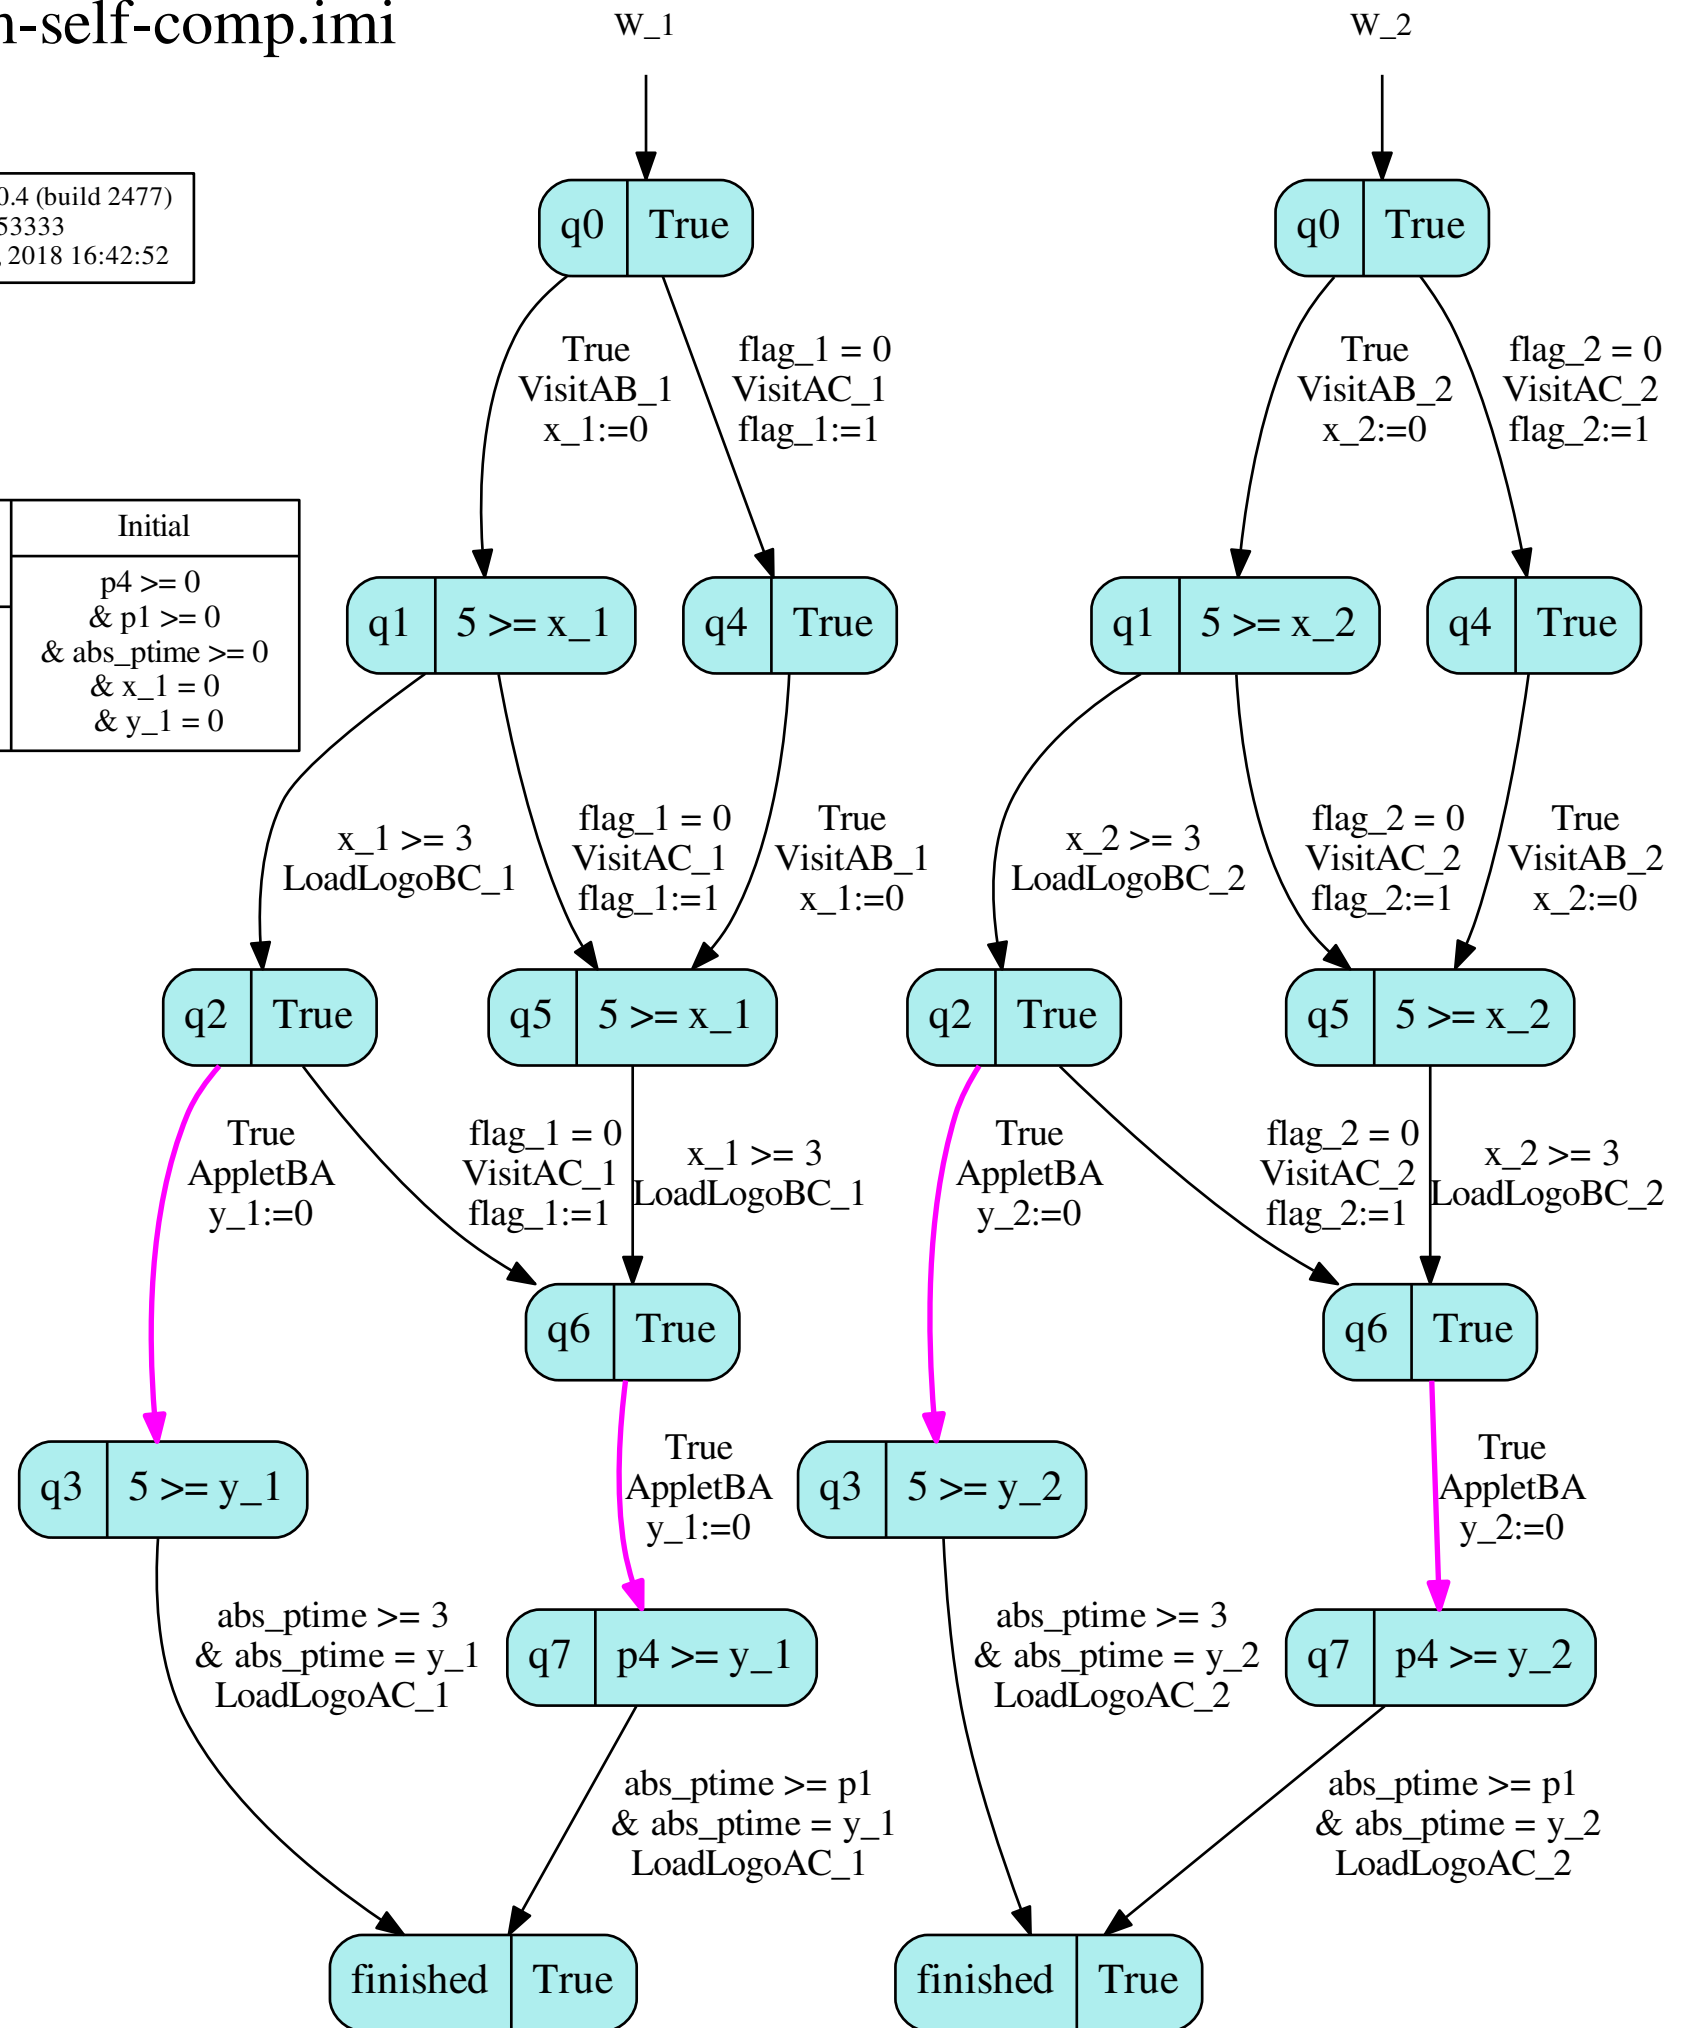 n-self-comp.imi
W_1
W_2
0.4 (build 2477)
53333
, 2018 16:42:52
q0 True
q0 True
True
VisitAB_1
x_1:=0
flag_1 = 0
VisitAC_1
flag_1:=1
True
VisitAB_2
x_2:=0
flag_2 = 0
VisitAC_2
flag_2:=1
Initial
p4 >= 0
& p1 >= 0
& abs_ptime >= 0
& x_1 = 0
& y_1 = 0
q1 5 >= x_1
q4 True
q1 5 >= x_2
q4 True
x_1 >= 3
LoadLogoBC_1
flag_1 = 0
VisitAC_1
flag_1:=1
True
VisitAB_1
x_1:=0
x_2 >= 3
LoadLogoBC_2
flag_2 = 0
VisitAC_2
flag_2:=1
True
VisitAB_2
x_2:=0
q2 True
q5 5 >= x_1
q2 True
q5 5 >= x_2
True
AppletBA
y_1:=0
flag_1 = 0
VisitAC_1
flag_1:=1
x_1 >= 3
LoadLogoBC_1
True
AppletBA
y_2:=0
flag_2 = 0
VisitAC_2
flag_2:=1
x_2 >= 3
LoadLogoBC_2
q6 True
q6 True
q3 5 >= y_1
True
AppletBA
y_1:=0
q3 5 >= y_2
True
AppletBA
y_2:=0
abs_ptime >= 3
& abs_ptime = y_1
LoadLogoAC_1
q7 p4 >= y_1
abs_ptime >= 3
& abs_ptime = y_2
LoadLogoAC_2
q7 p4 >= y_2
abs_ptime >= p1
& abs_ptime = y_1
LoadLogoAC_1
abs_ptime >= p1
& abs_ptime = y_2
LoadLogoAC_2
finished True
finished True